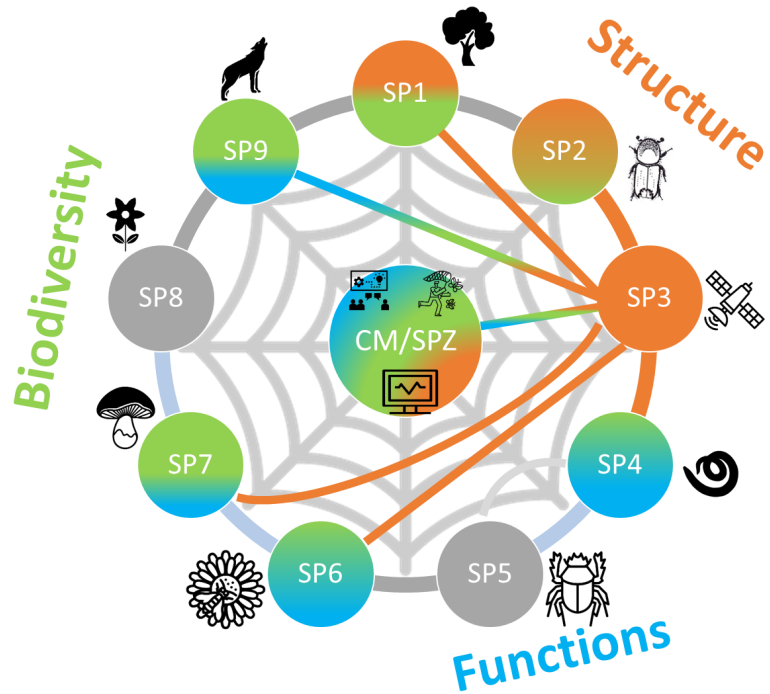 Structure
Biodiversity
SP1
SP2
SP9
SP3
SP8
CM/SPZ
SP7
SP4
SP6
SP5
Functions